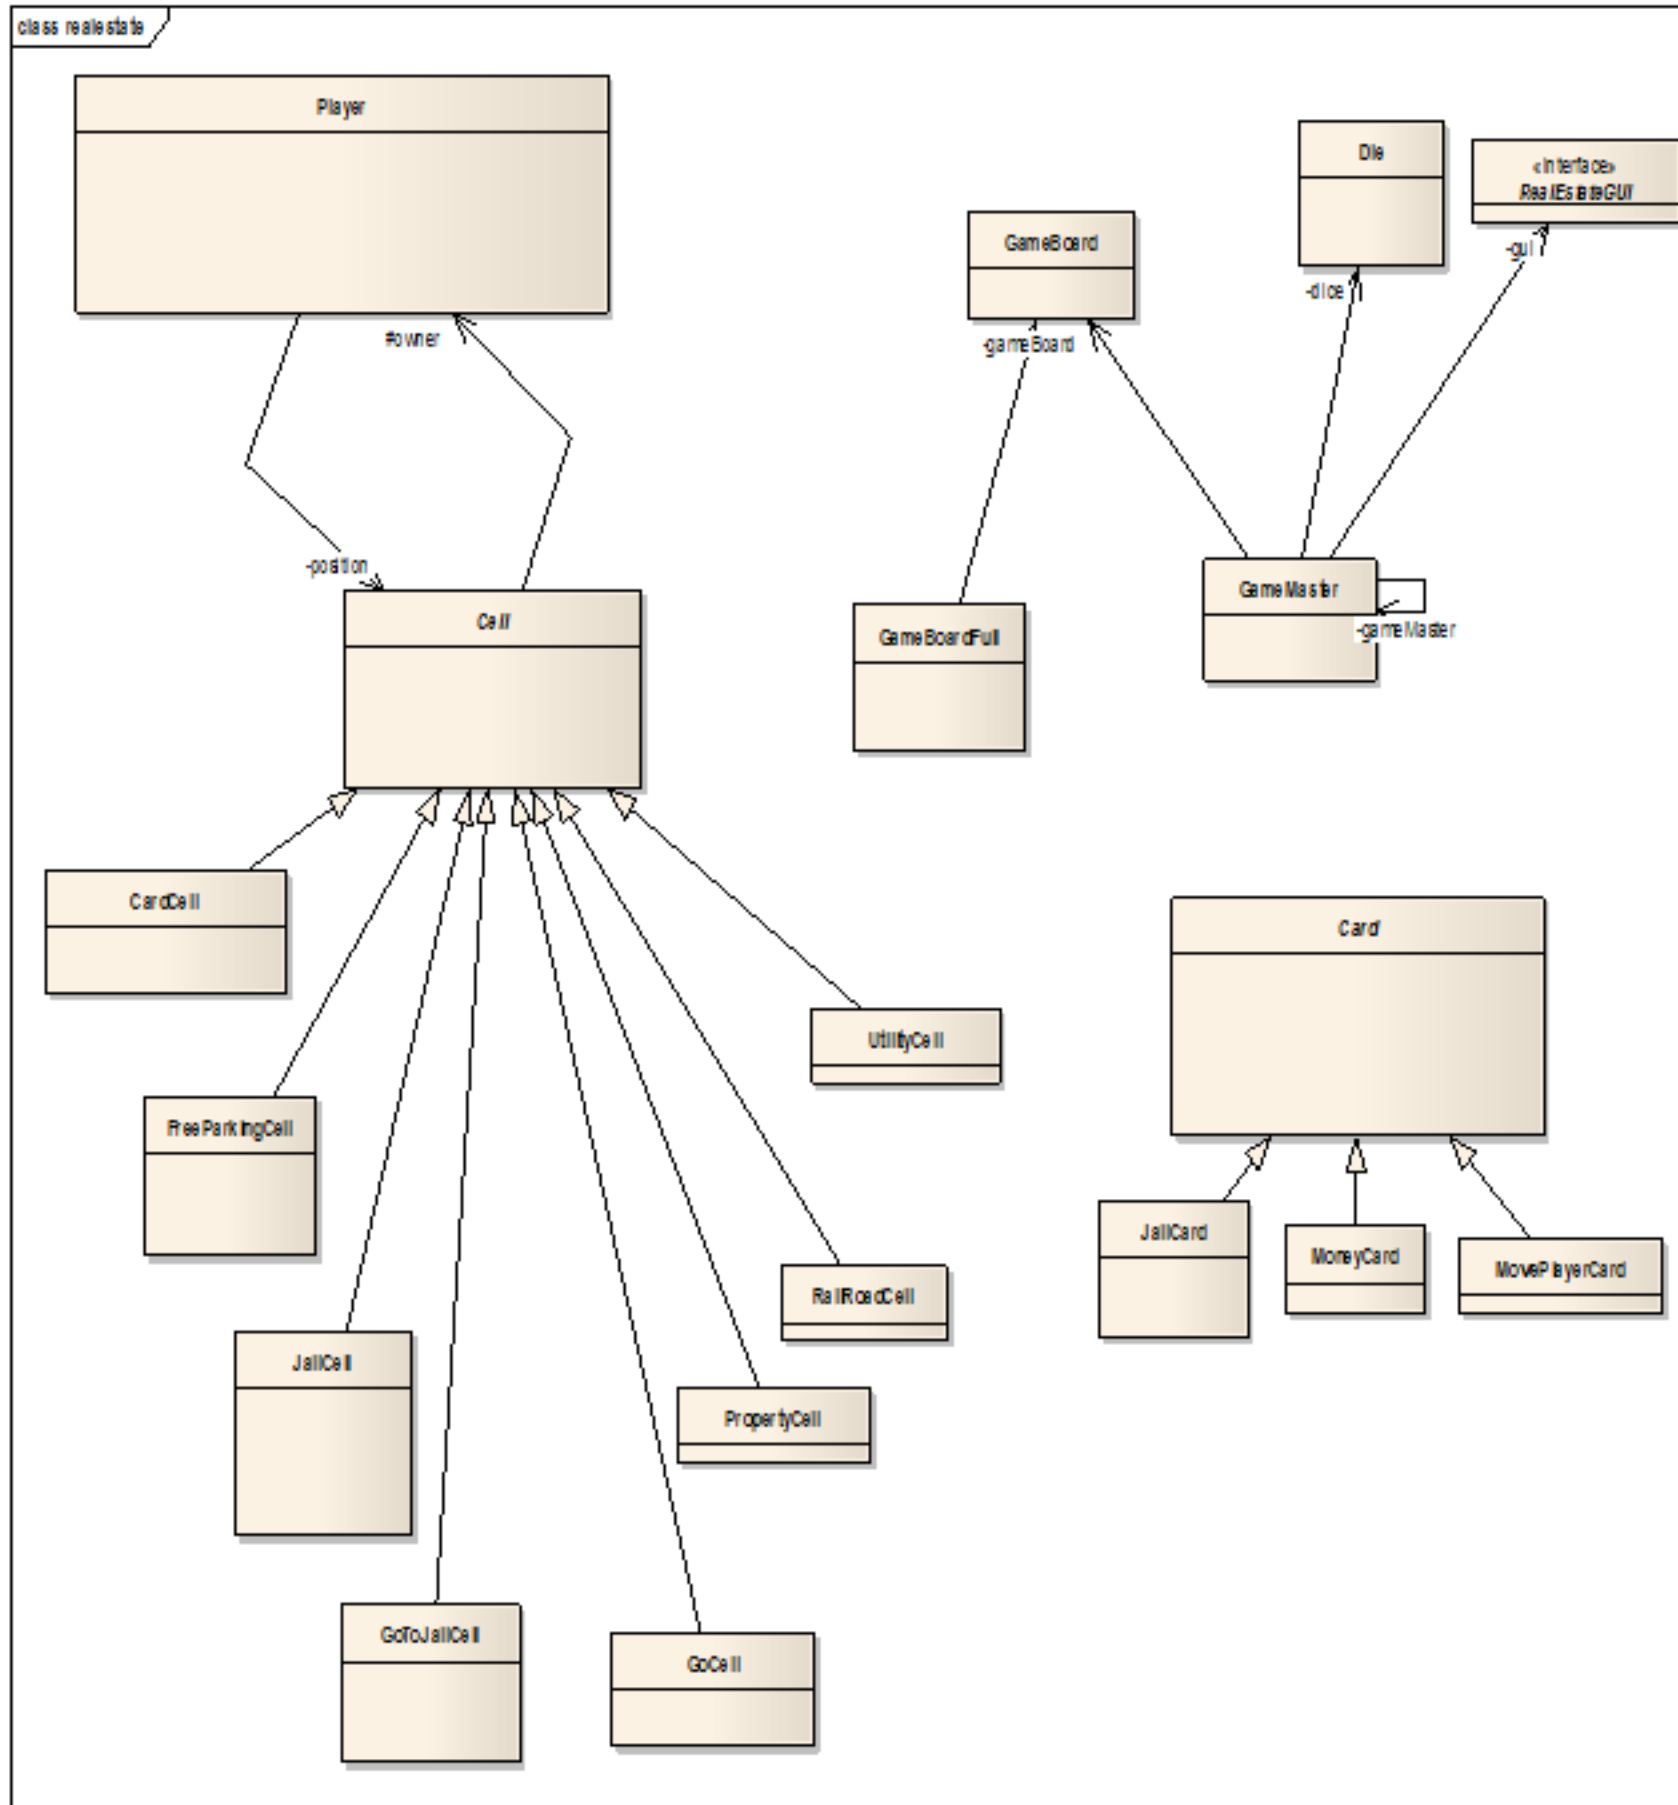 class realestate
Player
Die
«interface»
RealEstateGUI
GameBoard
-gui
-dice
#owner
-gameBoard
-position
GameMaster
Cell
GameBoardFull
-gameMaster
CardCell
Card
UtilityCell
FreeParkingCell
JailCard
MoneyCard
MovePlayerCard
RailRoadCell
JailCell
PropertyCell
GoToJailCell
GoCell